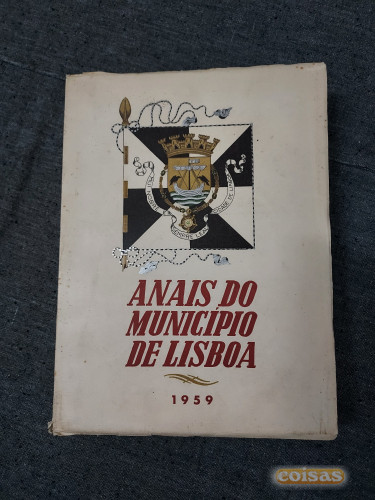 ANAIS DO
MUNICÍPIO
DE LISBOA
1959
coisas